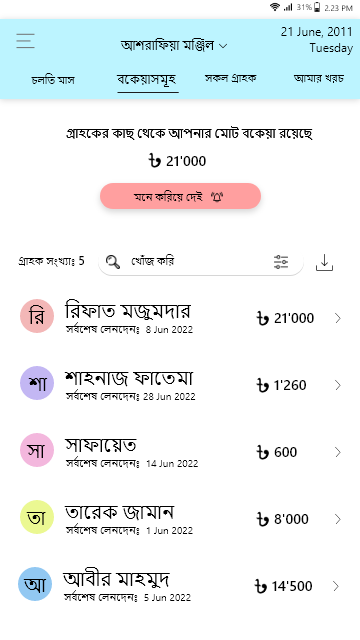 31% 2.23 PM
আশরাফিয়া মঞ্জিল
21 June, 2011
Tuesday
চলতি মাস বকেয়াসমূহ সকল গ্রাহক আমার খরচ
গ্রাহকের কাছ থেকে আপনার মোট বকেয়া রয়েছে
৳ 21'000
মনে করিয়ে দেই
গ্রাহক সংখ্যাঃ 5 খোঁজ করি
রি রিফাত মজুমদার ৳ 21'000
সর্বশেষ লেনদেনঃ 8 Jun 2022
শা শাহনাজ ফাতেমা ৳ 1'260
সর্বশেষ লেনদেনঃ 28 Jun 2022
সা সাফায়েত ৳ 600
সর্বশেষ লেনদেনঃ 14 Jun 2022
তা তারেক জামান ৳ 8'000
সর্বশেষ লেনদেনঃ 1 Jun 2022
আ আবীর মাহমুদ ৳ 14'500
সর্বশেষ লেনদেনঃ 5 Jun 2022